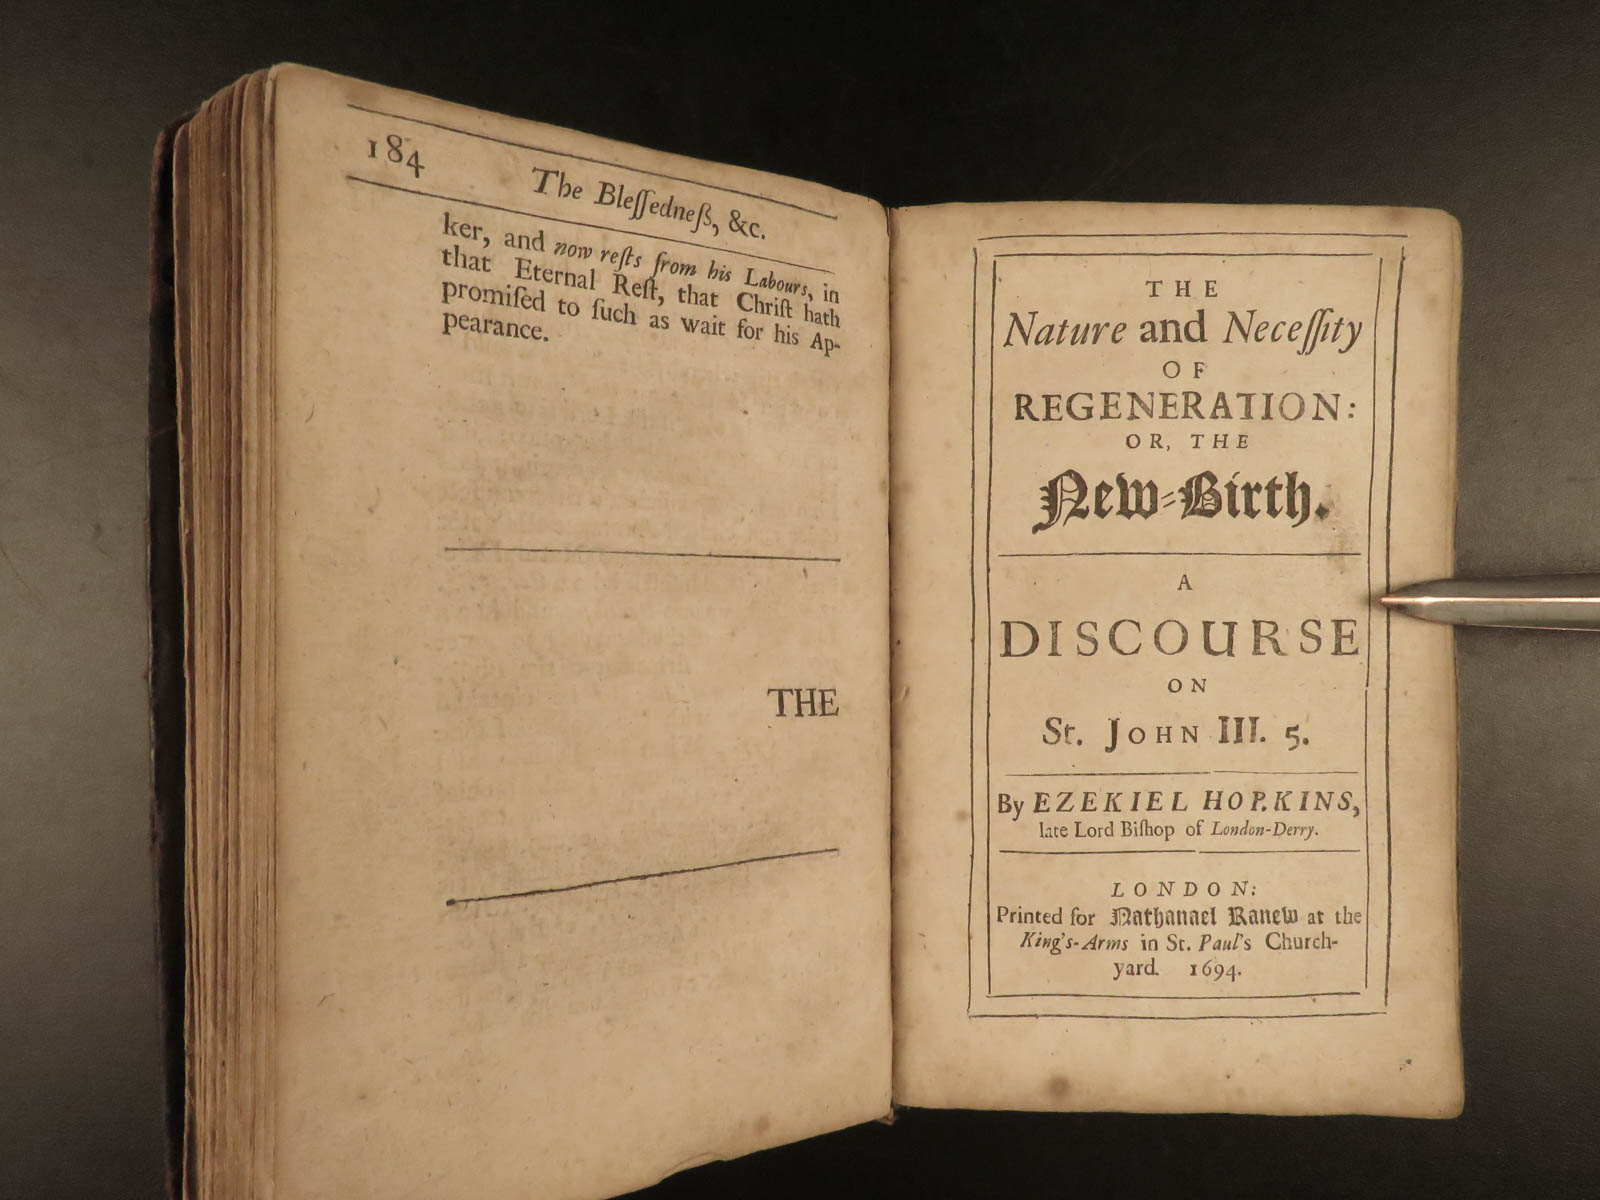 184
The Bleſſedneſs, &c.
ker, and now reſts from his Labours, in
that Eternal Reſt, that Chriſt hath
promiſed to ſuch as wait for his Ap-
pearance.
THE
THE
Nature and Neceſſity
OF
REGENERATION:
OR, THE
New-Birth.
A
DISCOURSE
ON
St. JOHN III. 5.
By EZEKIEL HOPKINS,
late Lord Biſhop of London-Derry.
LONDON:
Printed for Nathanael Ranew at the
King's-Arms in St. Paul's Church-
yard. 1694.